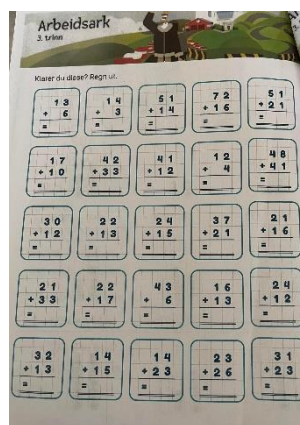 Arbeidsark
3. trinn
Klarer du disse? Regn ut.
13 14 51 72 51
+ 6 + 3 + 14 + 16 + 21
= = = = =
17 42 41 12 48
+ 10 + 33 + 12 + 4 + 41
= = = = =
30 22 24 37 21
+ 12 + 13 + 15 + 21 + 16
= = = = =
21 22 43 16 24
+ 33 + 17 + 6 + 13 + 12
= = = = =
32 14 14 23 31
+ 13 + 15 + 23 + 26 + 23
= = = = =